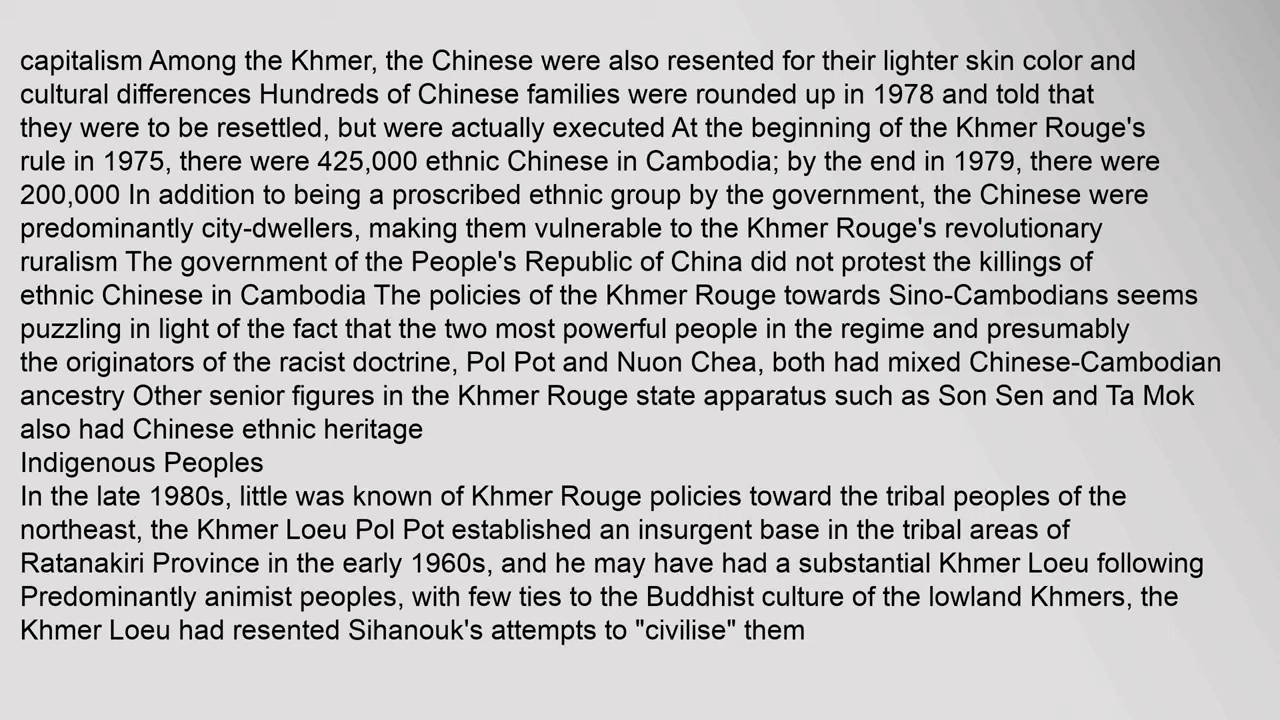 capitalism Among the Khmer, the Chinese were also resented for their lighter skin color and
cultural differences Hundreds of Chinese families were rounded up in 1978 and told that
they were to be resettled, but were actually executed At the beginning of the Khmer Rouge's
rule in 1975, there were 425,000 ethnic Chinese in Cambodia; by the end in 1979, there were
200,000 In addition to being a proscribed ethnic group by the government, the Chinese were
predominantly city-dwellers, making them vulnerable to the Khmer Rouge's revolutionary
ruralism The government of the People's Republic of China did not protest the killings of
ethnic Chinese in Cambodia The policies of the Khmer Rouge towards Sino-Cambodians seems
puzzling in light of the fact that the two most powerful people in the regime and presumably
the originators of the racist doctrine, Pol Pot and Nuon Chea, both had mixed Chinese-Cambodian
ancestry Other senior figures in the Khmer Rouge state apparatus such as Son Sen and Ta Mok
also had Chinese ethnic heritage
Indigenous Peoples
In the late 1980s, little was known of Khmer Rouge policies toward the tribal peoples of the
northeast, the Khmer Loeu Pol Pot established an insurgent base in the tribal areas of
Ratanakiri Province in the early 1960s, and he may have had a substantial Khmer Loeu following
Predominantly animist peoples, with few ties to the Buddhist culture of the lowland Khmers, the
Khmer Loeu had resented Sihanouk's attempts to "civilise" them